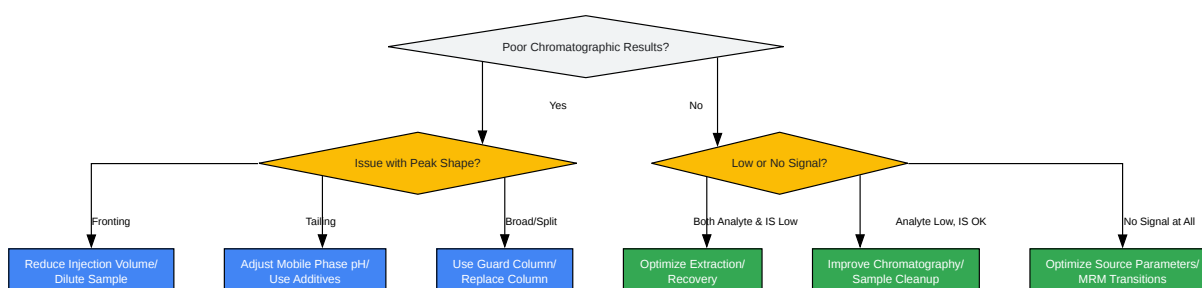 Poor Chromatographic Results?
Yes
No
Issue with Peak Shape?
Low or No Signal?
Fronting
Tailing
Broad/Split
Both Analyte & IS Low
Analyte Low, IS OK
No Signal at All
Reduce Injection Volume/
Dilute Sample
Adjust Mobile Phase pH/
Use Additives
Use Guard Column/
Replace Column
Optimize Extraction/
Recovery
Improve Chromatography/
Sample Cleanup
Optimize Source Parameters/
MRM Transitions